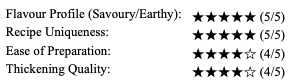 Flavour Profile (Savoury/Earthy): ★★★★★ (5/5)
Recipe Uniqueness: ★★★★★ (5/5)
Ease of Preparation: ★★★★☆ (4/5)
Thickening Quality: ★★★★☆ (4/5)